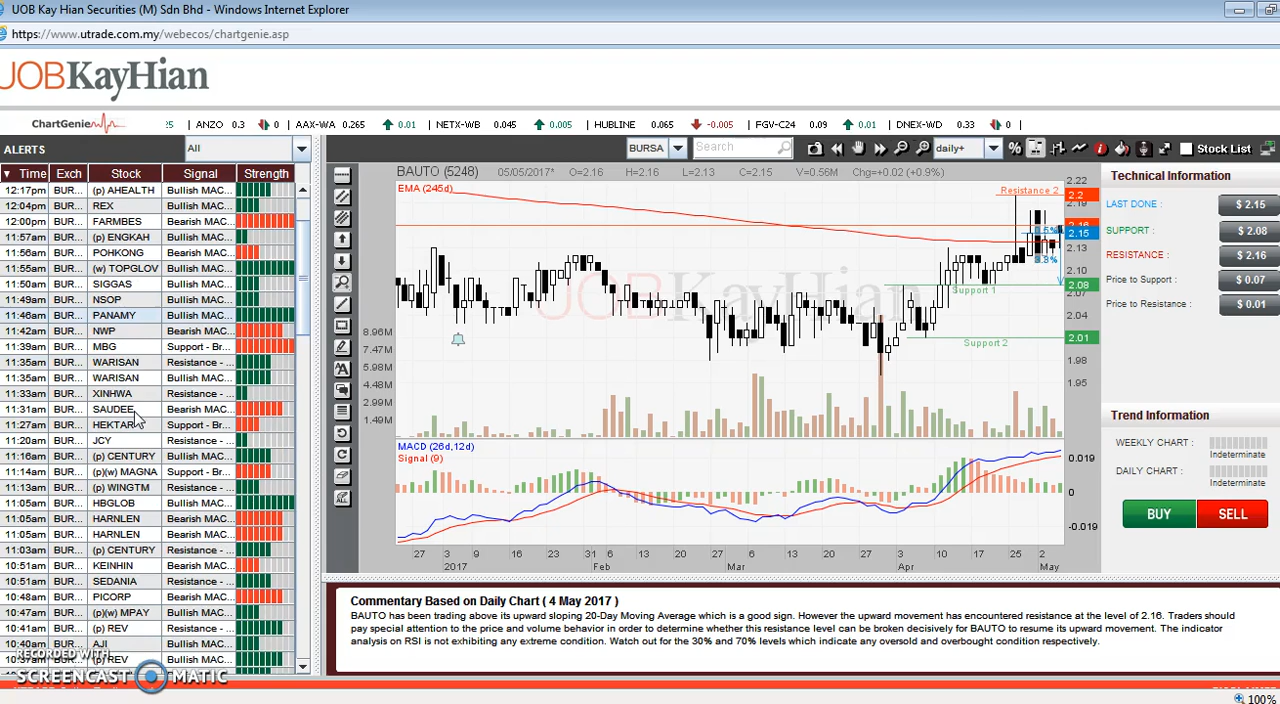 UOB Kay Hian Securities (M) Sdn Bhd - Windows Internet Explorer
https://www.utrade.com.my/webecos/chartgenie.asp
UOBKayHian
ChartGenie
ANZO 0.3 0 | AAX-WA 0.265 0.01 | NETX-WB 0.045 0.005 | HUBLINE 0.065 -0.005 | FGV-C24 0.09 0.01 | DNEX-WD 0.33 0 |
ALERTS All
BURSA Search daily+ % Stock List
▼ Time Exch Stock Signal Strength
12:17pm BUR... (p) AHEALTH Bullish MAC...
12:04pm BUR... REX Bullish MAC...
12:00pm BUR... FARMBES Bearish MAC...
11:57am BUR... (p) ENGKAH Bullish MAC...
11:56am BUR... POHKONG Bearish MAC...
11:55am BUR... (w) TOPGLOV Bullish MAC...
11:50am BUR... SIGGAS Bullish MAC...
11:49am BUR... NSOP Bullish MAC...
11:46am BUR... PANAMY Bullish MAC...
11:42am BUR... NWP Bearish MAC...
11:39am BUR... MBG Support - Br...
11:35am BUR... WARISAN Resistance - ...
11:35am BUR... WARISAN Bullish MAC...
11:33am BUR... XINHWA Resistance - ...
11:31am BUR... SAUDEE Bearish MAC...
11:27am BUR... HEKTAR Support - Br...
11:20am BUR... JCY Resistance - ...
11:16am BUR... (p) CENTURY Bullish MAC...
11:14am BUR... (p)(w) MAGNA Support - Br...
11:13am BUR... (p) WINGTM Resistance - ...
11:05am BUR... HBGLOB Bullish MAC...
11:05am BUR... HARNLEN Bearish MAC...
11:05am BUR... HARNLEN Bearish MAC...
11:03am BUR... (p) CENTURY Resistance - ...
10:51am BUR... KEINHIN Bearish MAC...
10:51am BUR... SEDANIA Resistance - ...
10:48am BUR... PICORP Bearish MAC...
10:47am BUR... (p)(w) MPAY Bullish MAC...
10:41am BUR... (p) REV Resistance - ...
10:40am BUR... AJI Bullish MAC...
10:37am BUR... (p) REV Bullish MAC...
RECORDED WITH
SCREENCAST MATIC
BAUTO (5248) 05/05/2017* O=2.16 H=2.16 L=2.13 C=2.15 V=0.56M Chg=+0.02 (+0.9%)
EMA (245d)
UOBKayHian
Resistance 2
0.5%
3.3%
Support 1
Support 2
2.22
2.2
2.19
2.16
2.15
2.13
2.10
2.08
2.07
2.04
2.01
1.98
1.95
8.96M
7.47M
5.98M
4.48M
2.99M
1.49M
MACD (26d,12d)
Signal (9)
0.019
0
-0.019
27 3 9 16 23 31 6 13 20 27 6 13 20 27 3 10 17 25 2
2017 Feb Mar Apr May
Technical Information
LAST DONE : $ 2.15
SUPPORT : $ 2.08
RESISTANCE : $ 2.16
Price to Support : $ 0.07
Price to Resistance : $ 0.01
Trend Information
WEEKLY CHART :
Indeterminate
DAILY CHART :
Indeterminate
BUY SELL
Commentary Based on Daily Chart ( 4 May 2017 )
BAUTO has been trading above its upward sloping 20-Day Moving Average which is a good sign. However the upward movement has encountered resistance at the level of 2.16. Traders should
pay special attention to the price and volume behavior in order to determine whether this resistance level can be broken decisively for BAUTO to resume its upward movement. The indicator
analysis on RSI is not exhibiting any extreme condition. Watch out for the 30% and 70% levels which indicate any oversold and overbought condition respectively.
100%